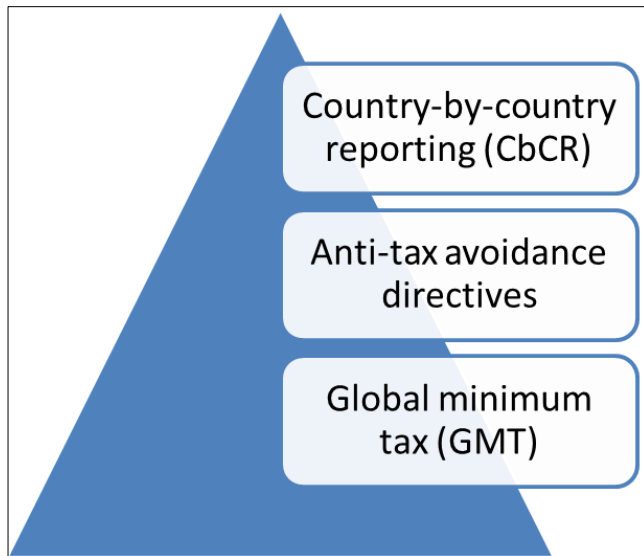 Country-by-country
reporting (CbCR)
Anti-tax avoidance
directives
Global minimum
tax (GMT)